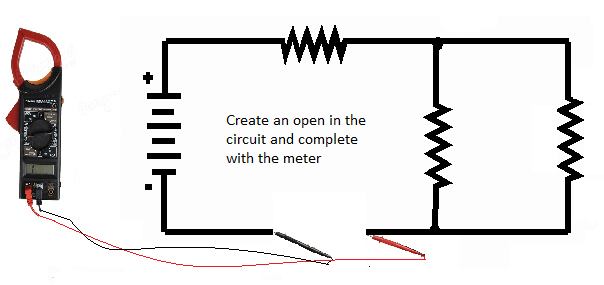 +
Create an open in the
circuit and complete
with the meter
-